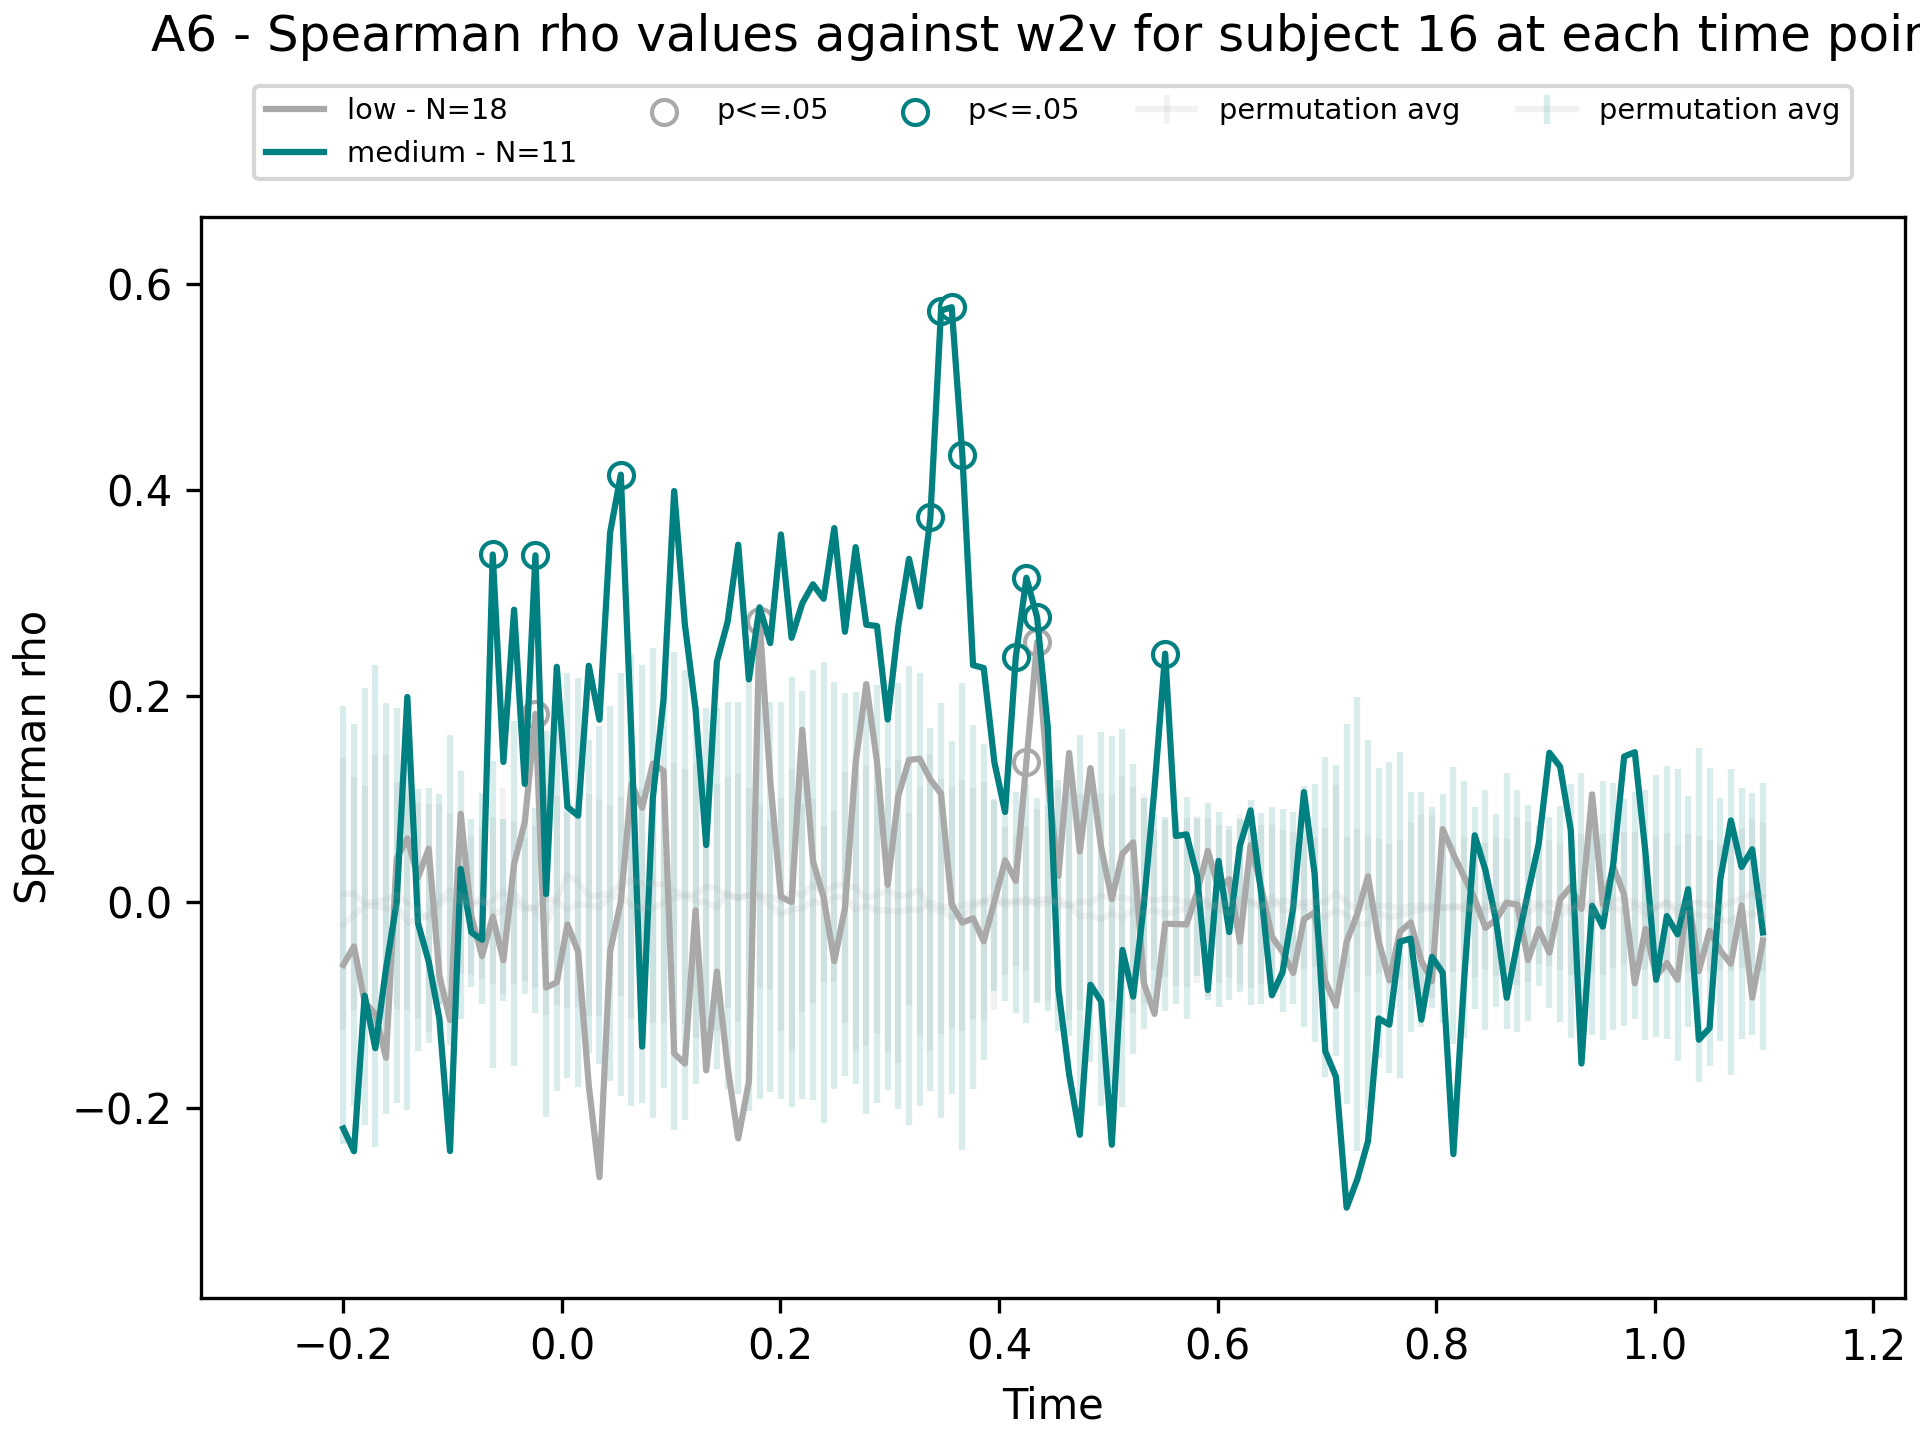 A6 - Spearman rho values against w2v for subject 16 at each time poin
low - N=18
medium - N=11
p<=.05
p<=.05
permutation avg
permutation avg
Spearman rho
0.6
0.4
0.2
0.0
−0.2
−0.2 0.0 0.2 0.4 0.6 0.8 1.0 1.2
Time